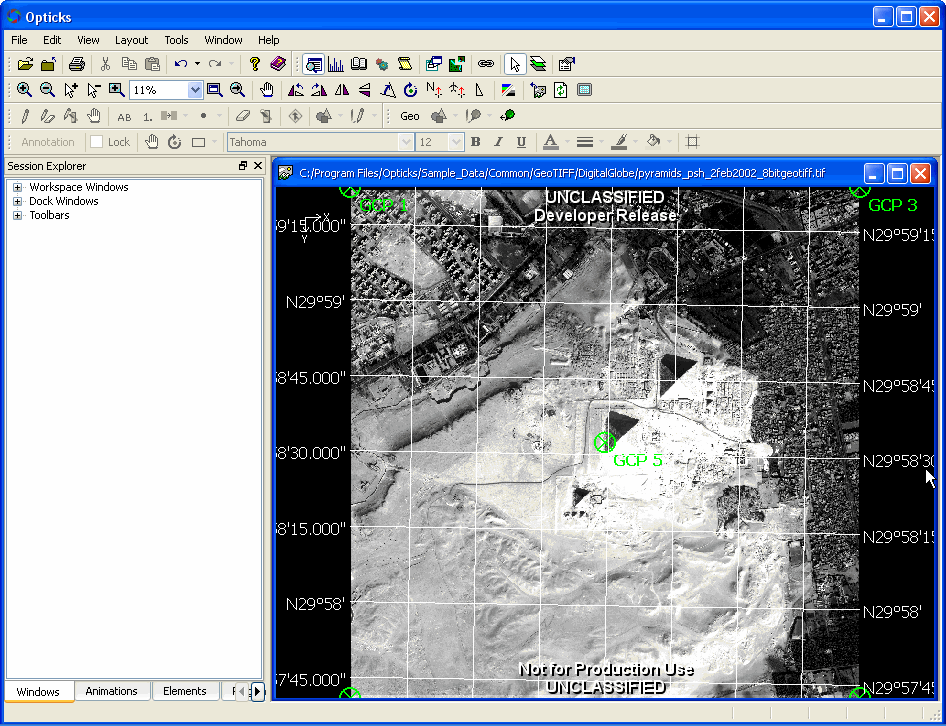 Opticks
File Edit View Layout Tools Window Help
11%
AB 1. Geo
Annotation Lock Tahoma 12 B I U A
Session Explorer
Workspace Windows
Dock Windows
Toolbars
Windows Animations Elements
C:/Program Files/Opticks/Sample_Data/Common/GeoTIFF/DigitalGlobe/pyramids_psh_2feb2002_8bitgeotiff.tif
UNCLASSIFIED
Developer Release
GCP 1
GCP 3
X
Y
9'15.000"
N29°59'15
N29°59'
N29°59'
8'45.000"
N29°58'45
8'30.000"
N29°58'30
GCP 5
8'15.000"
N29°58'15
N29°58'
N29°58'
7'45.000"
N29°57'45
Not for Production Use
UNCLASSIFIED